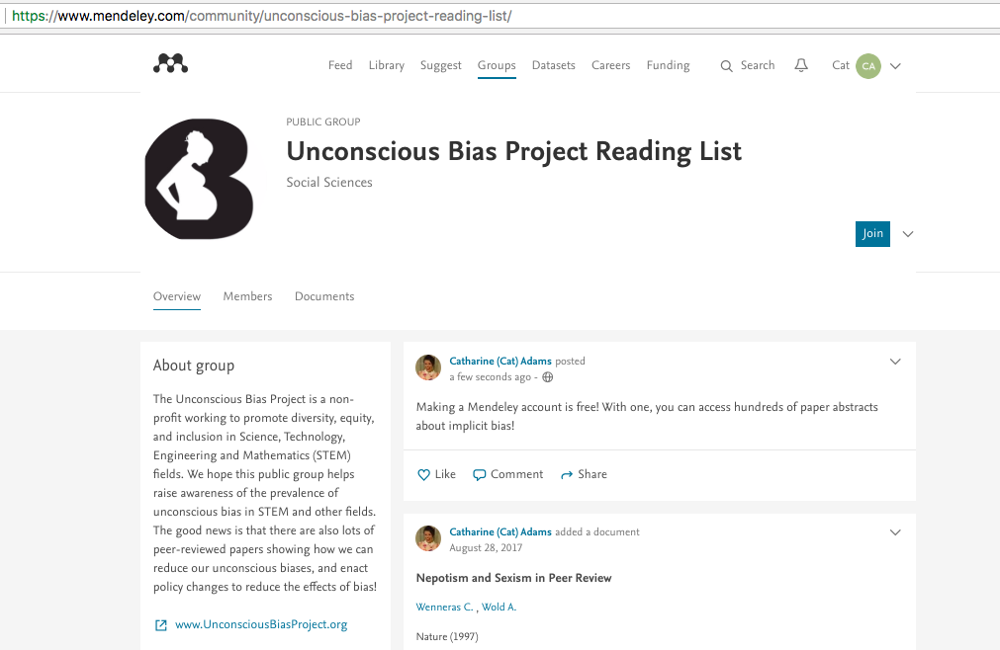 https://www.mendeley.com/community/unconscious-bias-project-reading-list/
Feed Library Suggest Groups Datasets Careers Funding Search Cat CA
PUBLIC GROUP
Unconscious Bias Project Reading List
Social Sciences
Join
Overview Members Documents
About group
The Unconscious Bias Project is a non-
profit working to promote diversity, equity,
and inclusion in Science, Technology,
Engineering and Mathematics (STEM)
fields. We hope this public group helps
raise awareness of the prevalence of
unconscious bias in STEM and other fields.
The good news is that there are also lots of
peer-reviewed papers showing how we can
reduce our unconscious biases, and enact
policy changes to reduce the effects of bias!
www.UnconsciousBiasProject.org
Catharine (Cat) Adams posted
a few seconds ago -
Making a Mendeley account is free! With one, you can access hundreds of paper abstracts
about implicit bias!
Like Comment Share
Catharine (Cat) Adams added a document
August 28, 2017
Nepotism and Sexism in Peer Review
Wenneras C. , Wold A.
Nature (1997)